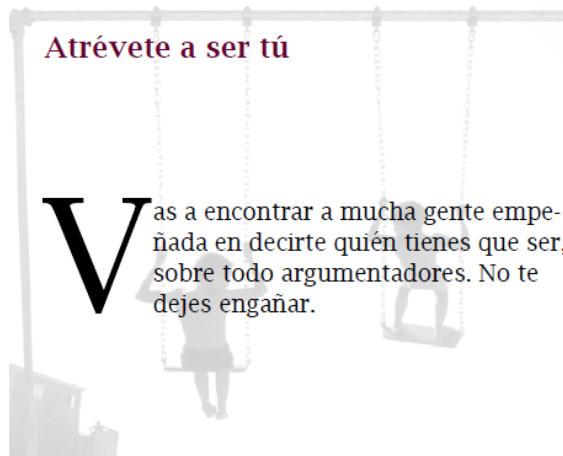 Atrévete a ser tú
Vas a encontrar a mucha gente empe-
ñada en decirte quién tienes que ser,
sobre todo argumentadores. No te
dejes engañar.